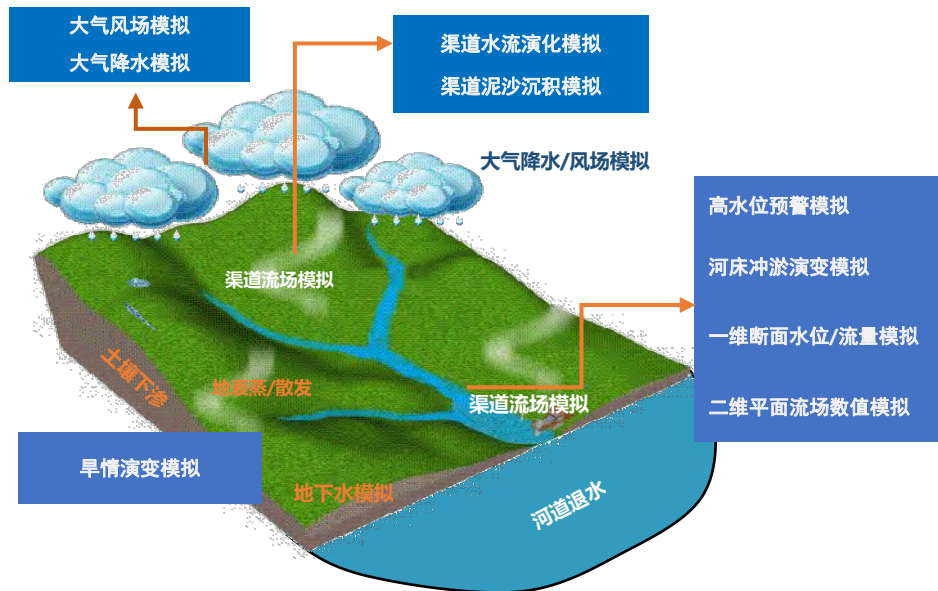 大气风场模拟
大气降水模拟
渠道水流演化模拟
渠道泥沙沉积模拟
大气降水/风场模拟
高水位预警模拟
河床冲淤演变模拟
一维断面水位/流量模拟
二维平面流场数值模拟
渠道流场模拟
土壤下渗
地表蒸/散发
渠道流场模拟
旱情演变模拟
地下水模拟
河道退水